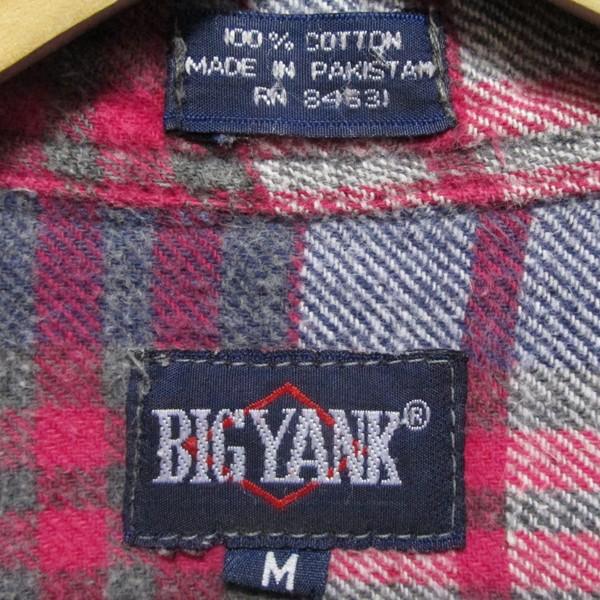 100% COTTON
MADE IN PAKISTAN
RN 84631
BIG YANK®
M